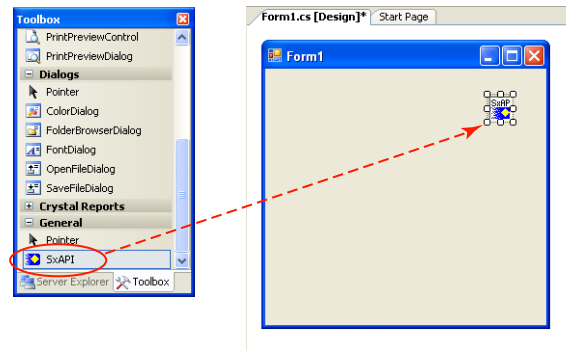 Toolbox
PrintPreviewControl
PrintPreviewDialog
Dialogs
Pointer
ColorDialog
FolderBrowserDialog
FontDialog
OpenFileDialog
SaveFileDialog
Crystal Reports
General
Pointer
SxAPI
Server Explorer Toolbox
Form1.cs [Design]* Start Page
Form1
SxAP